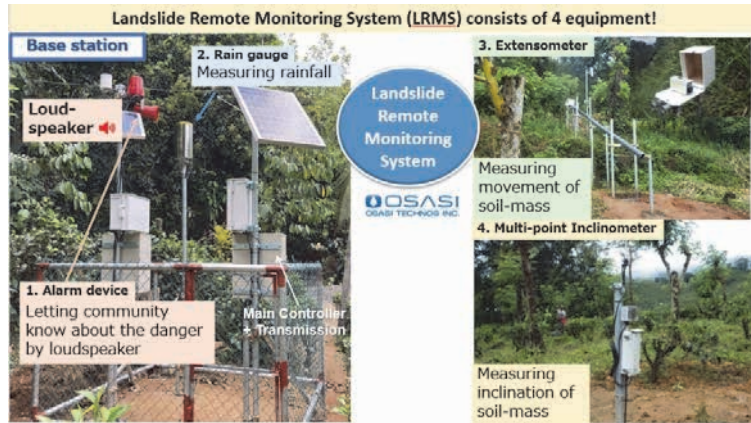 Landslide Remote Monitoring System (LRMS) consists of 4 equipment!
Base station
2. Rain gauge
Measuring rainfall
Loud-
speaker
1. Alarm device
Letting community
know about the danger
by loudspeaker
Main Controller
+ Transmission
Landslide
Remote
Monitoring
System
OSASI
OSASI TECHNOS INC.
3. Extensometer
Measuring
movement of
soil-mass
4. Multi-point Inclinometer
Measuring
inclination of
soil-mass